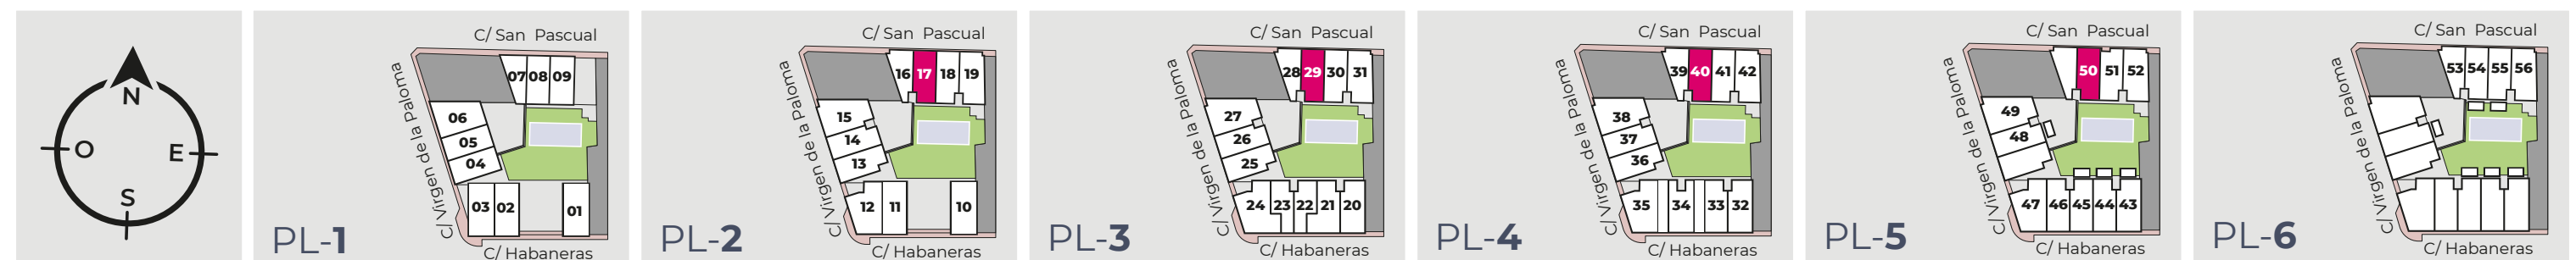 N
O
E
S
C/ San Pascual
C/ Virgen de la Paloma
07 08 09
06
05
04
03 02 01
PL-1
C/ Habaneras
C/ San Pascual
C/ Virgen de la Paloma
16 17 18 19
15
14
13
12 11 10
PL-2
C/ Habaneras
C/ San Pascual
C/ Virgen de la Paloma
28 29 30 31
27
26
25
24 23 22 21 20
PL-3
C/ Habaneras
C/ San Pascual
C/ Virgen de la Paloma
39 40 41 42
38
37
36
35 34 33 32
PL-4
C/ Habaneras
C/ San Pascual
C/ Virgen de la Paloma
50 51 52
49
48
47 46 45 44 43
PL-5
C/ Habaneras
C/ San Pascual
C/ Virgen de la Paloma
53 54 55 56
PL-6
C/ Habaneras